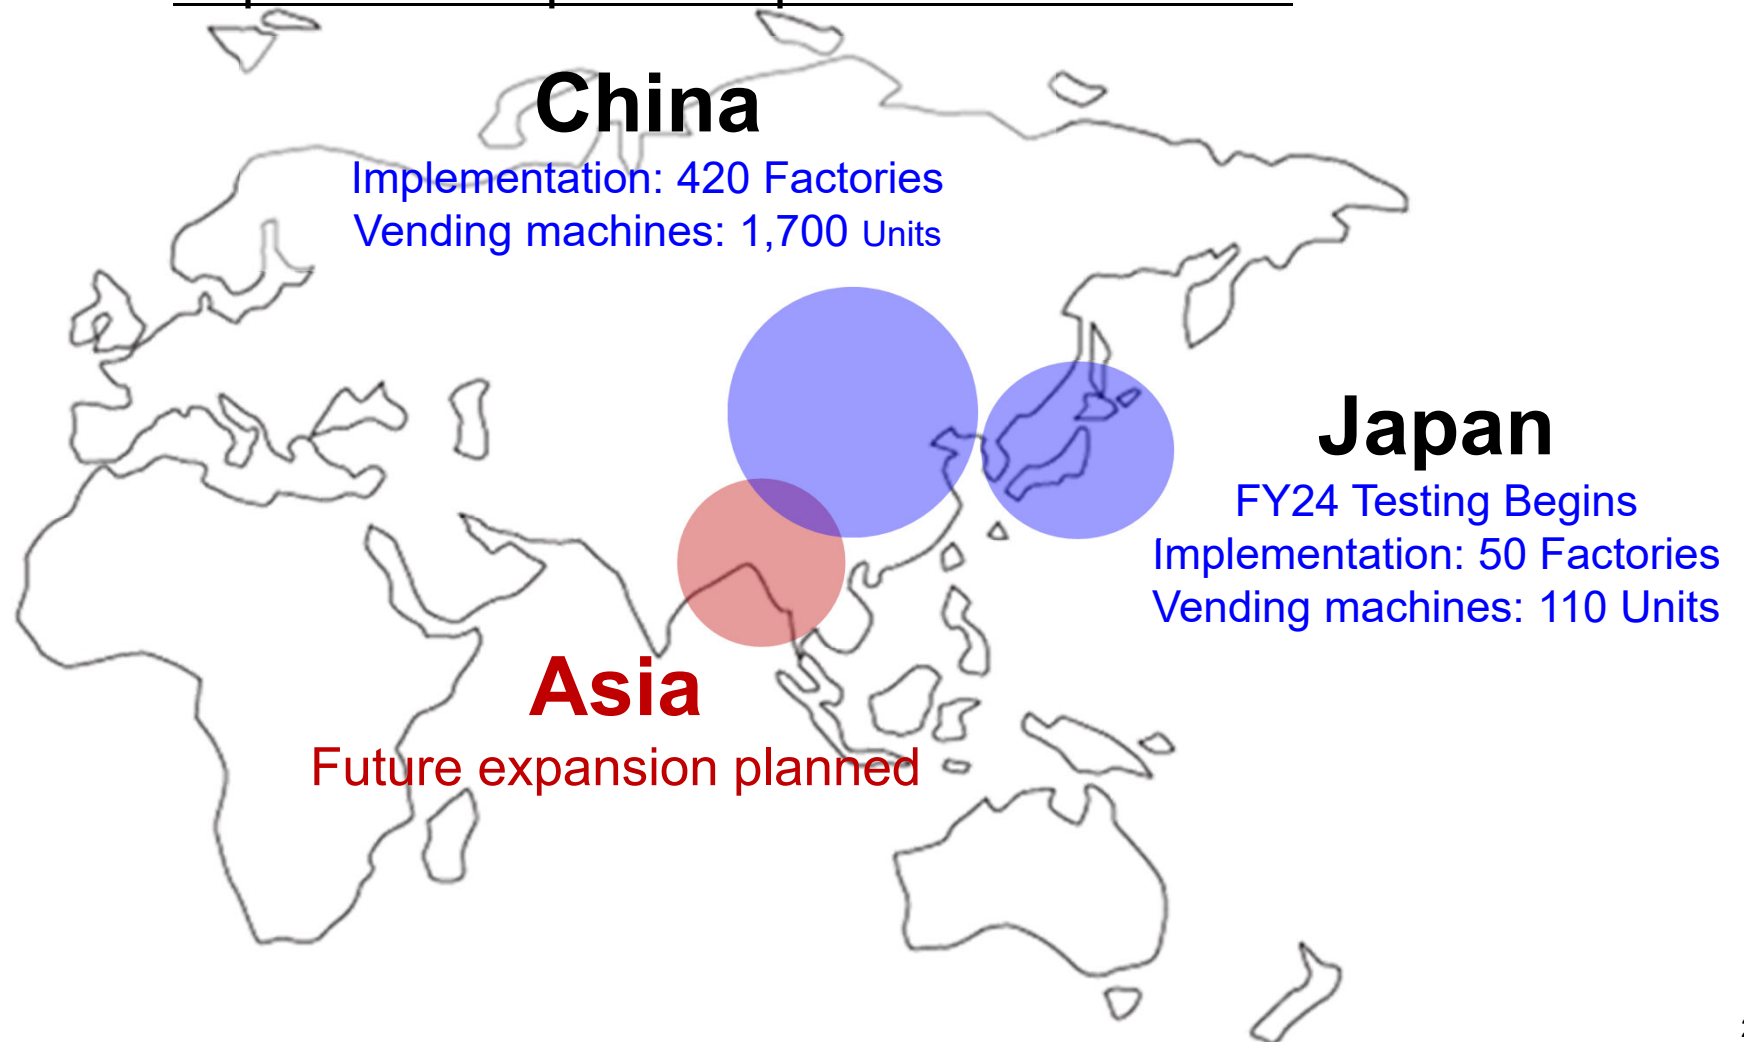 China
Implementation: 420 Factories
Vending machines: 1,700 Units
Japan
FY24 Testing Begins
Implementation: 50 Factories
Vending machines: 110 Units
Asia
Future expansion planned